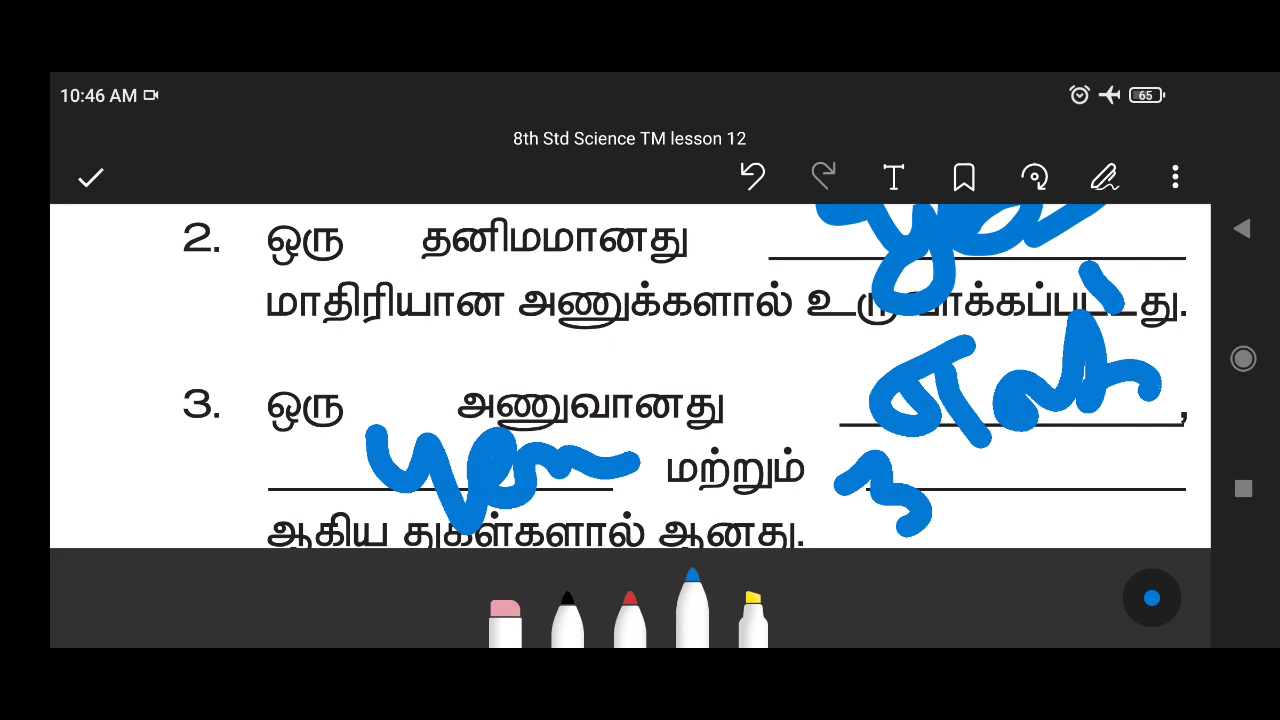 10:46 AM
65
8th Std Science TM lesson 12
2. ஒரு தனிமமானது
மாதிரியான அணுக்களால் உருவாக்கப்பட்டது.
3. ஒரு அணுவானது ,
மற்றும்
ஆகிய துகள்களால் ஆனது.